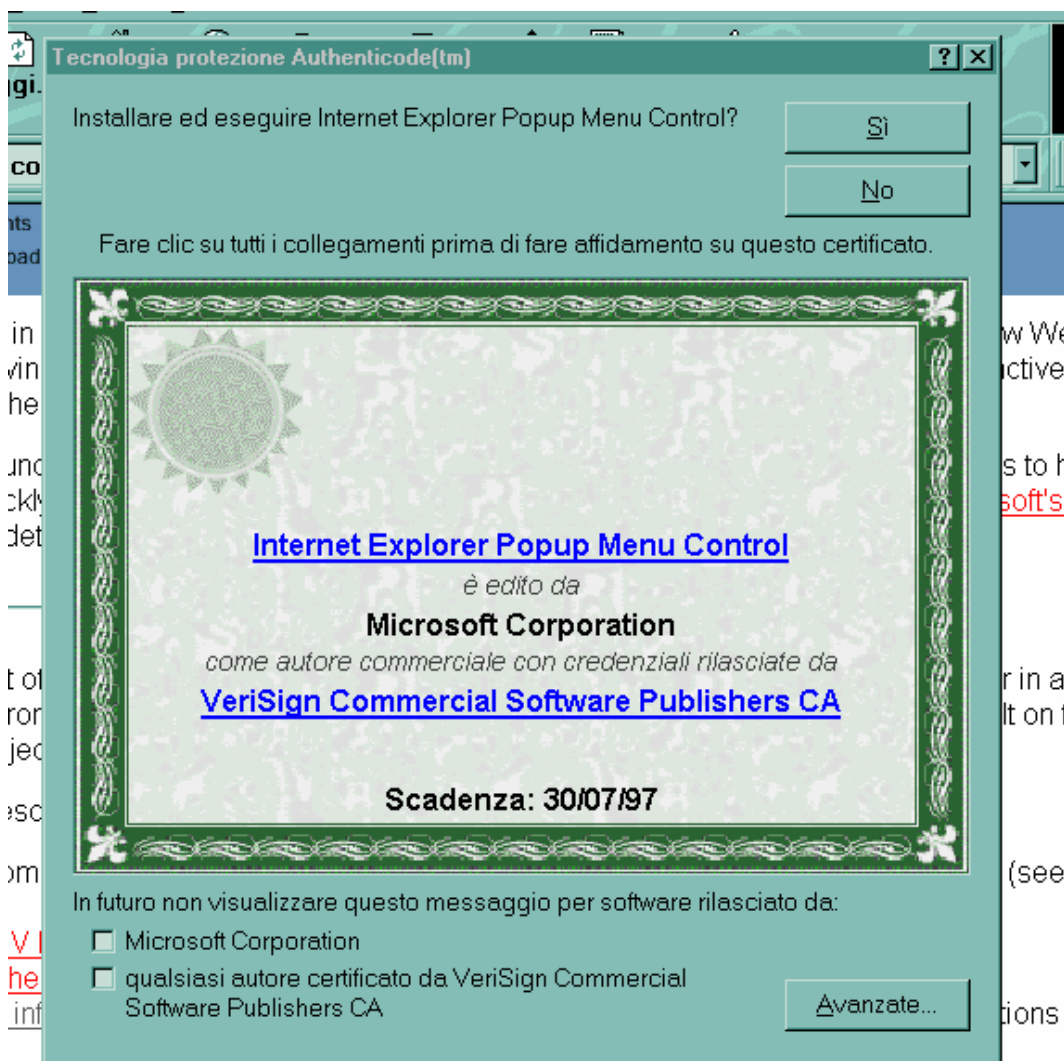 Tecnologia protezione Authenticode(tm)
Installare ed eseguire Internet Explorer Popup Menu Control?
Sì
No
Fare clic su tutti i collegamenti prima di fare affidamento su questo certificato.
Internet Explorer Popup Menu Control
è edito da
Microsoft Corporation
come autore commerciale con credenziali rilasciate da
VeriSign Commercial Software Publishers CA
Scadenza: 30/07/97
In futuro non visualizzare questo messaggio per software rilasciato da:
Microsoft Corporation
qualsiasi autore certificato da VeriSign Commercial
Software Publishers CA
Avanzate...